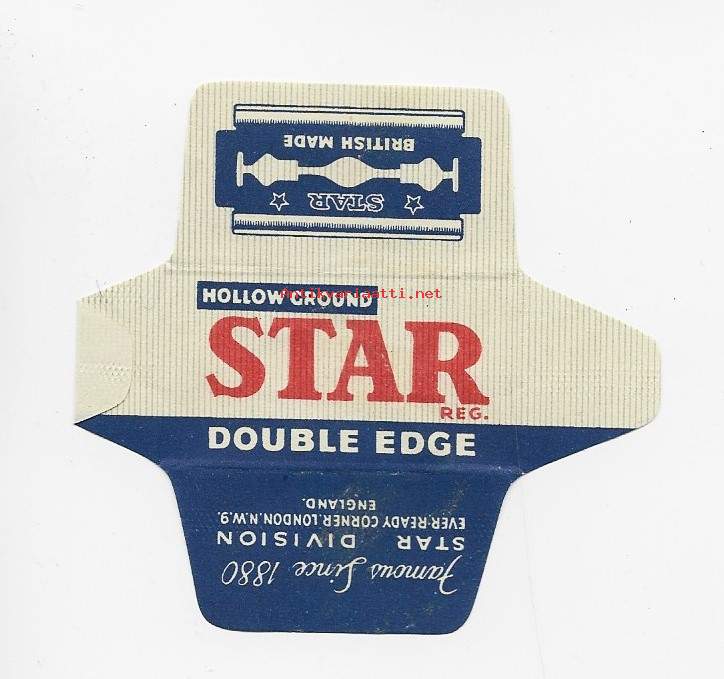 BRITISH MADE
STAR
HOLLOW GROUND
Antikvariaatti.net
STAR
REG.
DOUBLE EDGE
Famous Since 1880
STAR DIVISION
EVER-READY CORNER. LONDON. N.W.9.
ENGLAND.